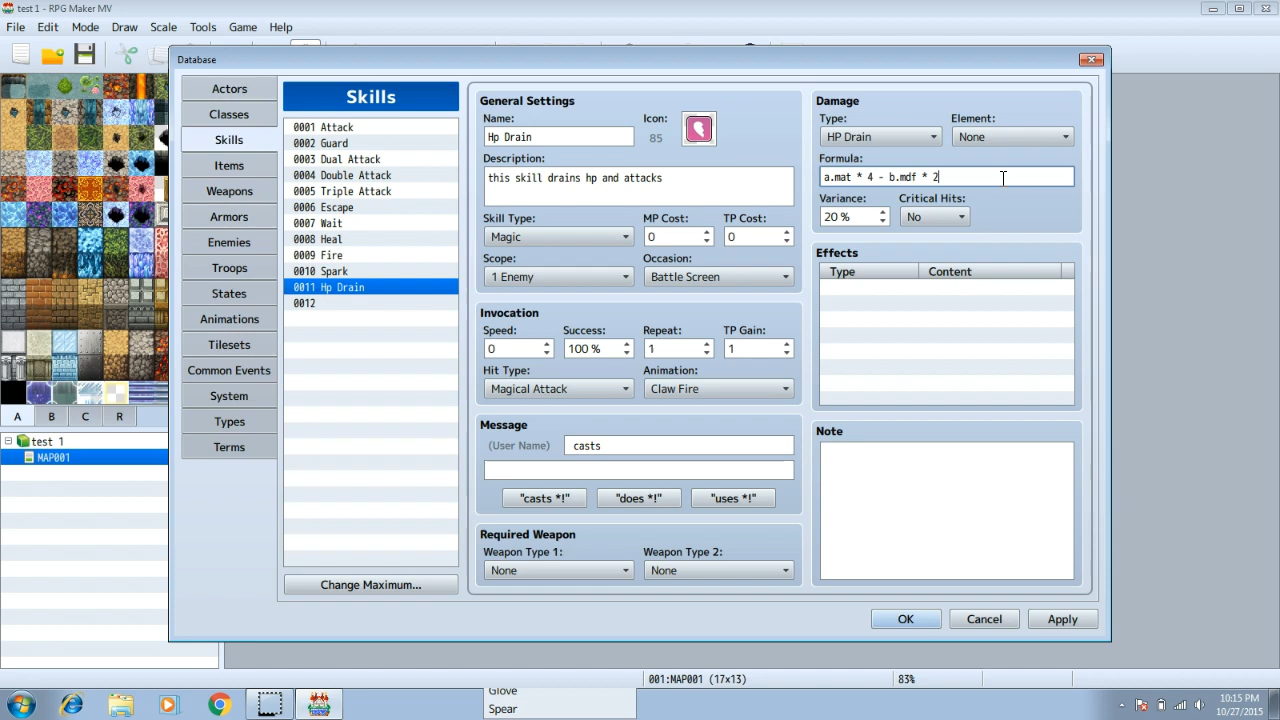 test 1 - RPG Maker MV
File Edit Mode Draw Scale Tools Game Help
Database
Actors
Classes
Skills
Items
Weapons
Armors
Enemies
Troops
States
Animations
Tilesets
Common Events
System
Types
Terms
Skills
0001 Attack
0002 Guard
0003 Dual Attack
0004 Double Attack
0005 Triple Attack
0006 Escape
0007 Wait
0008 Heal
0009 Fire
0010 Spark
0011 Hp Drain
0012
Change Maximum...
General Settings
Name: Icon:
Hp Drain 85
Description:
this skill drains hp and attacks
Skill Type: MP Cost: TP Cost:
Magic 0 0
Scope: Occasion:
1 Enemy Battle Screen
Invocation
Speed: Success: Repeat: TP Gain:
0 100 % 1 1
Hit Type: Animation:
Magical Attack Claw Fire
Message
(User Name) casts
"casts *!" "does *!" "uses *!"
Required Weapon
Weapon Type 1: Weapon Type 2:
None None
Damage
Type: Element:
HP Drain None
Formula:
a.mat * 4 - b.mdf * 2
Variance: Critical Hits:
20 % No
Effects
Type Content
Note
OK Cancel Apply
A B C R
test 1
MAP001
001:MAP001 (17x13) 83%
Glove
Spear
10:15 PM
10/27/2015